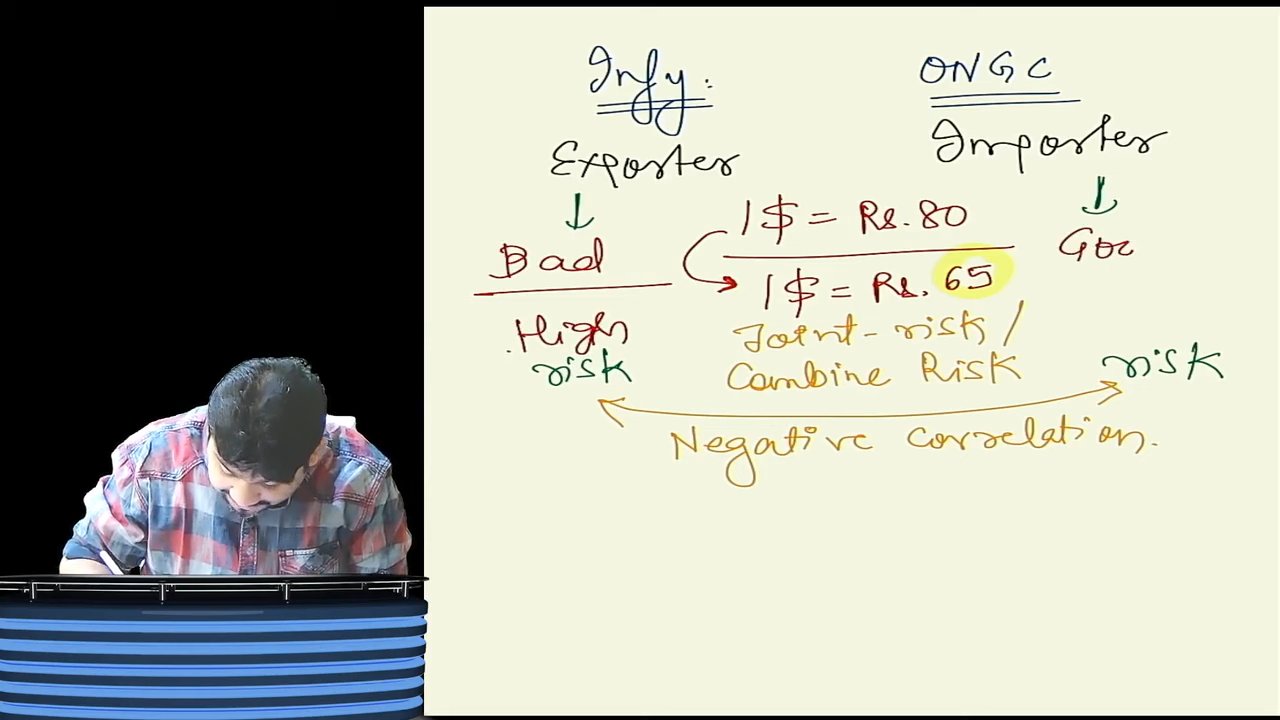 Infy:
ONGC
Exporter
Importer
↓
↓
1$ = Rs. 80
Bad
1$ = Rs. 65
High
risk
Joint-risk /
Combine Risk
risk
Negative correlation.